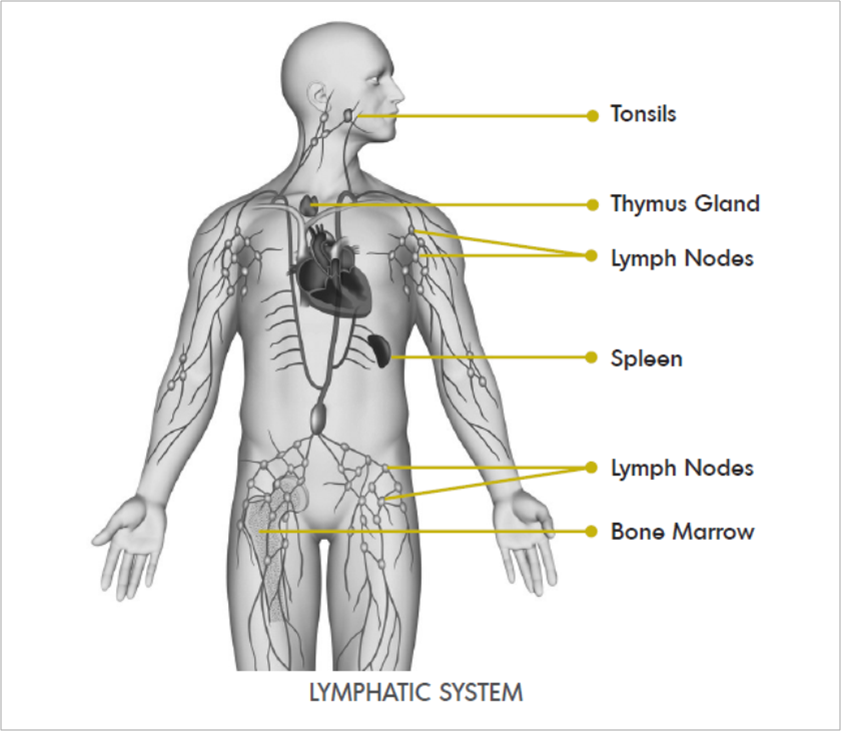 Tonsils
Thymus Gland
Lymph Nodes
Spleen
Lymph Nodes
Bone Marrow
LYMPHATIC SYSTEM